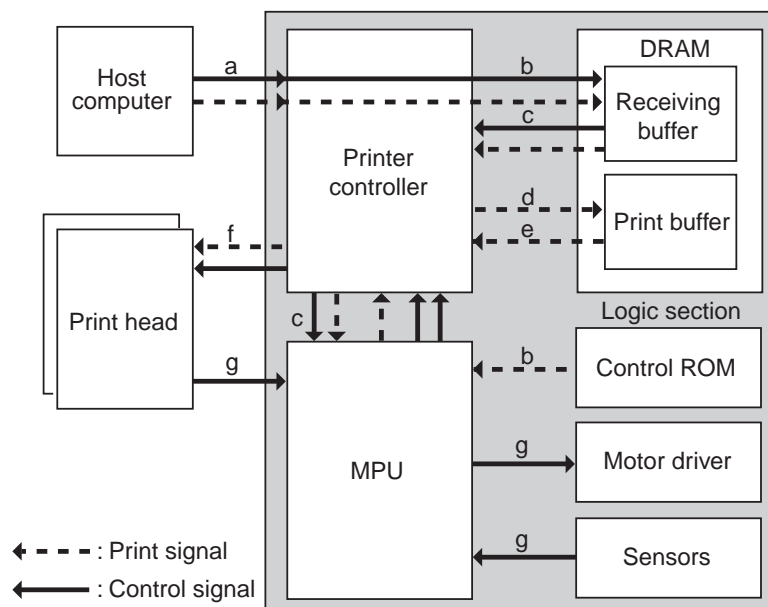 DRAM
Host
computer
a
b
Receiving
buffer
c
Printer
controller
d
Print buffer
e
f
Print head
c
Logic section
b
Control ROM
g
MPU
g
Motor driver
g
Sensors
: Print signal
: Control signal